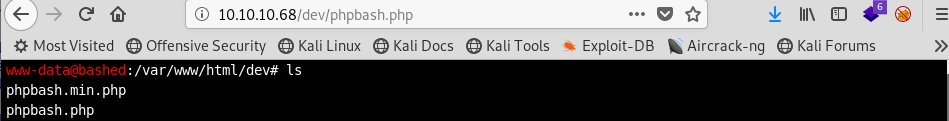 10.10.10.68/dev/phpbash.php
6
Most Visited Offensive Security Kali Linux Kali Docs Kali Tools Exploit-DB Aircrack-ng Kali Forums
www-data@bashed:/var/www/html/dev# ls
phpbash.min.php
phpbash.php